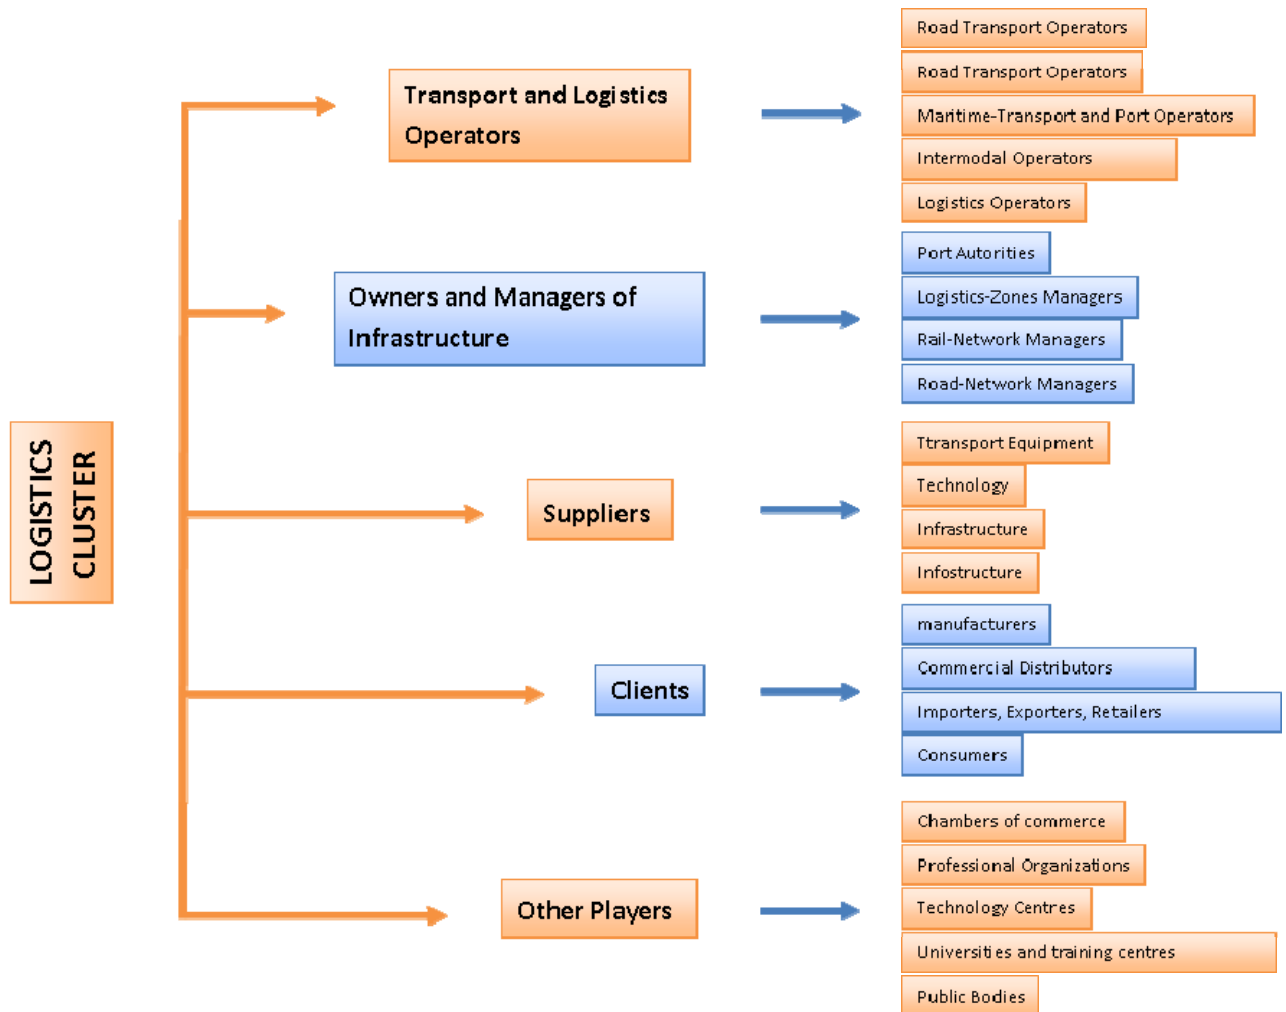 LOGISTICS
CLUSTER
Transport and Logistics
Operators
Road Transport Operators
Road Transport Operators
Maritime-Transport and Port Operators
Intermodal Operators
Logistics Operators
Owners and Managers of
Infrastructure
Port Autorities
Logistics-Zones Managers
Rail-Network Managers
Road-Network Managers
Suppliers
Ttransport Equipment
Technology
Infrastructure
Infostructure
Clients
manufacturers
Commercial Distributors
Importers, Exporters, Retailers
Consumers
Other Players
Chambers of commerce
Professional Organizations
Technology Centres
Universities and training centres
Public Bodies